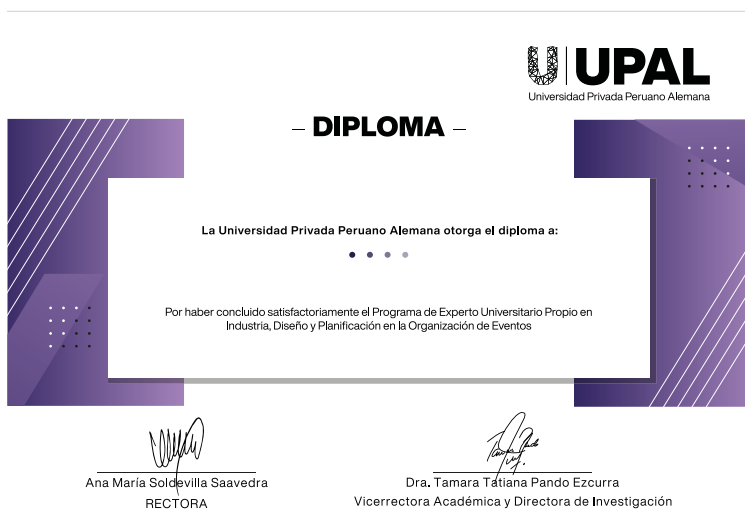 UPAL
Universidad Privada Peruano Alemana
– DIPLOMA –
La Universidad Privada Peruano Alemana otorga el diploma a:
Por haber concluido satisfactoriamente el Programa de Experto Universitario Propio en
Industria, Diseño y Planificación en la Organización de Eventos
Ana María Soldevilla Saavedra
RECTORA
Dra. Tamara Tatiana Pando Ezcurra
Vicerrectora Académica y Directora de Investigación